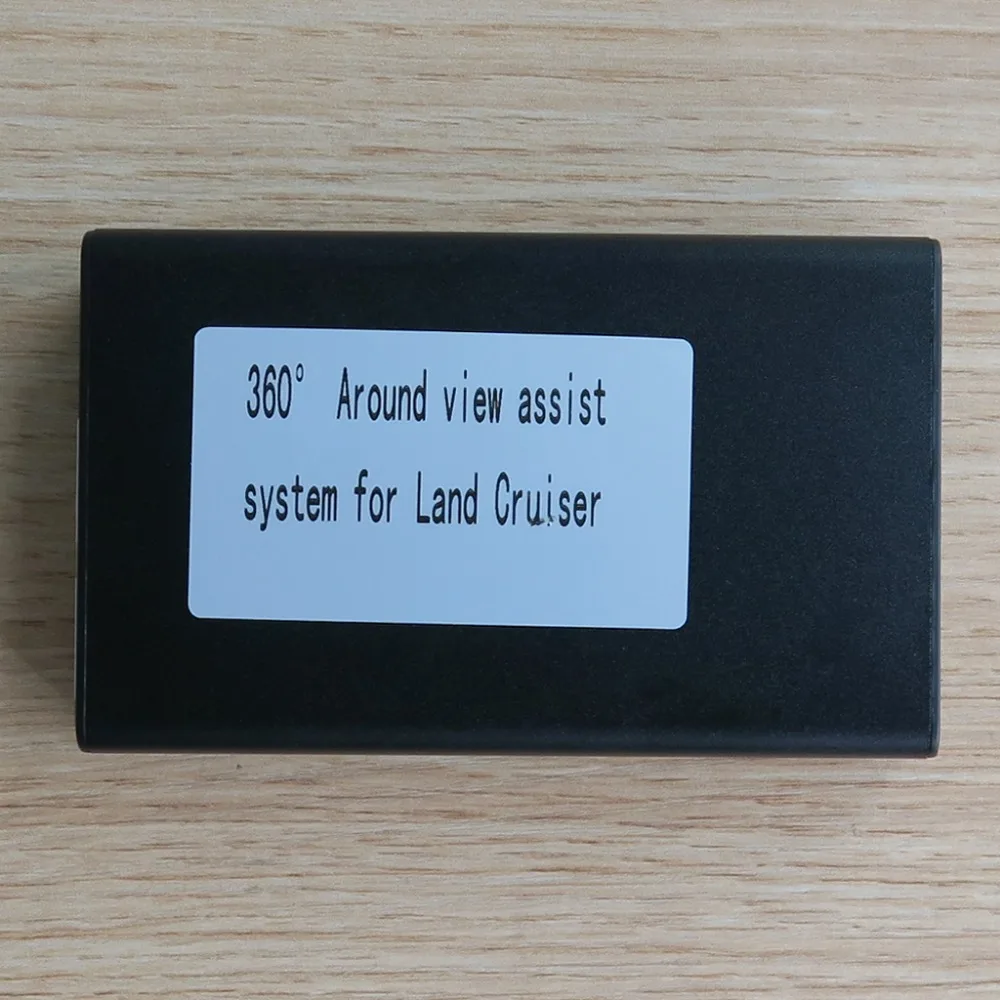 360° Around view assist
system for Land Cruiser